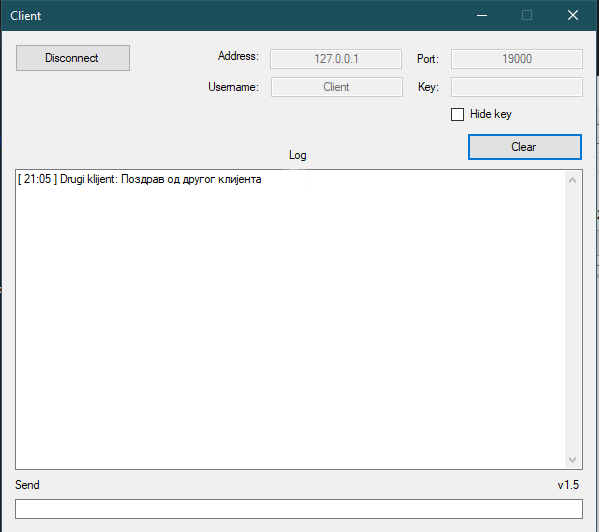 Client
Disconnect
Address:
127.0.0.1
Port:
19000
Username:
Client
Key:
Hide key
Clear
Log
[ 21:05 ] Drugi klijent: Поздрав од другог клијента
Send
v1.5